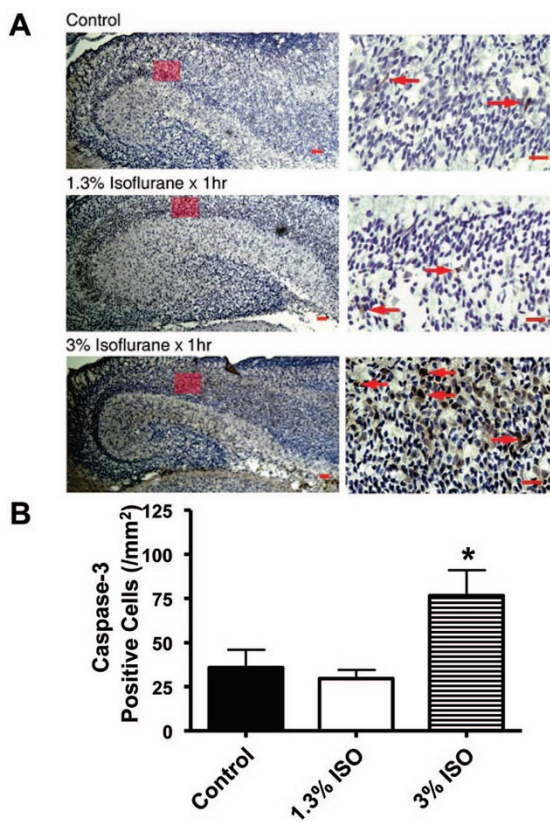 A
Control
1.3% Isoflurane x 1hr
3% Isoflurane x 1hr
B
Caspase-3
Positive Cells (/mm²)
125
100
75
50
25
0
*
Control
1.3% ISO
3% ISO